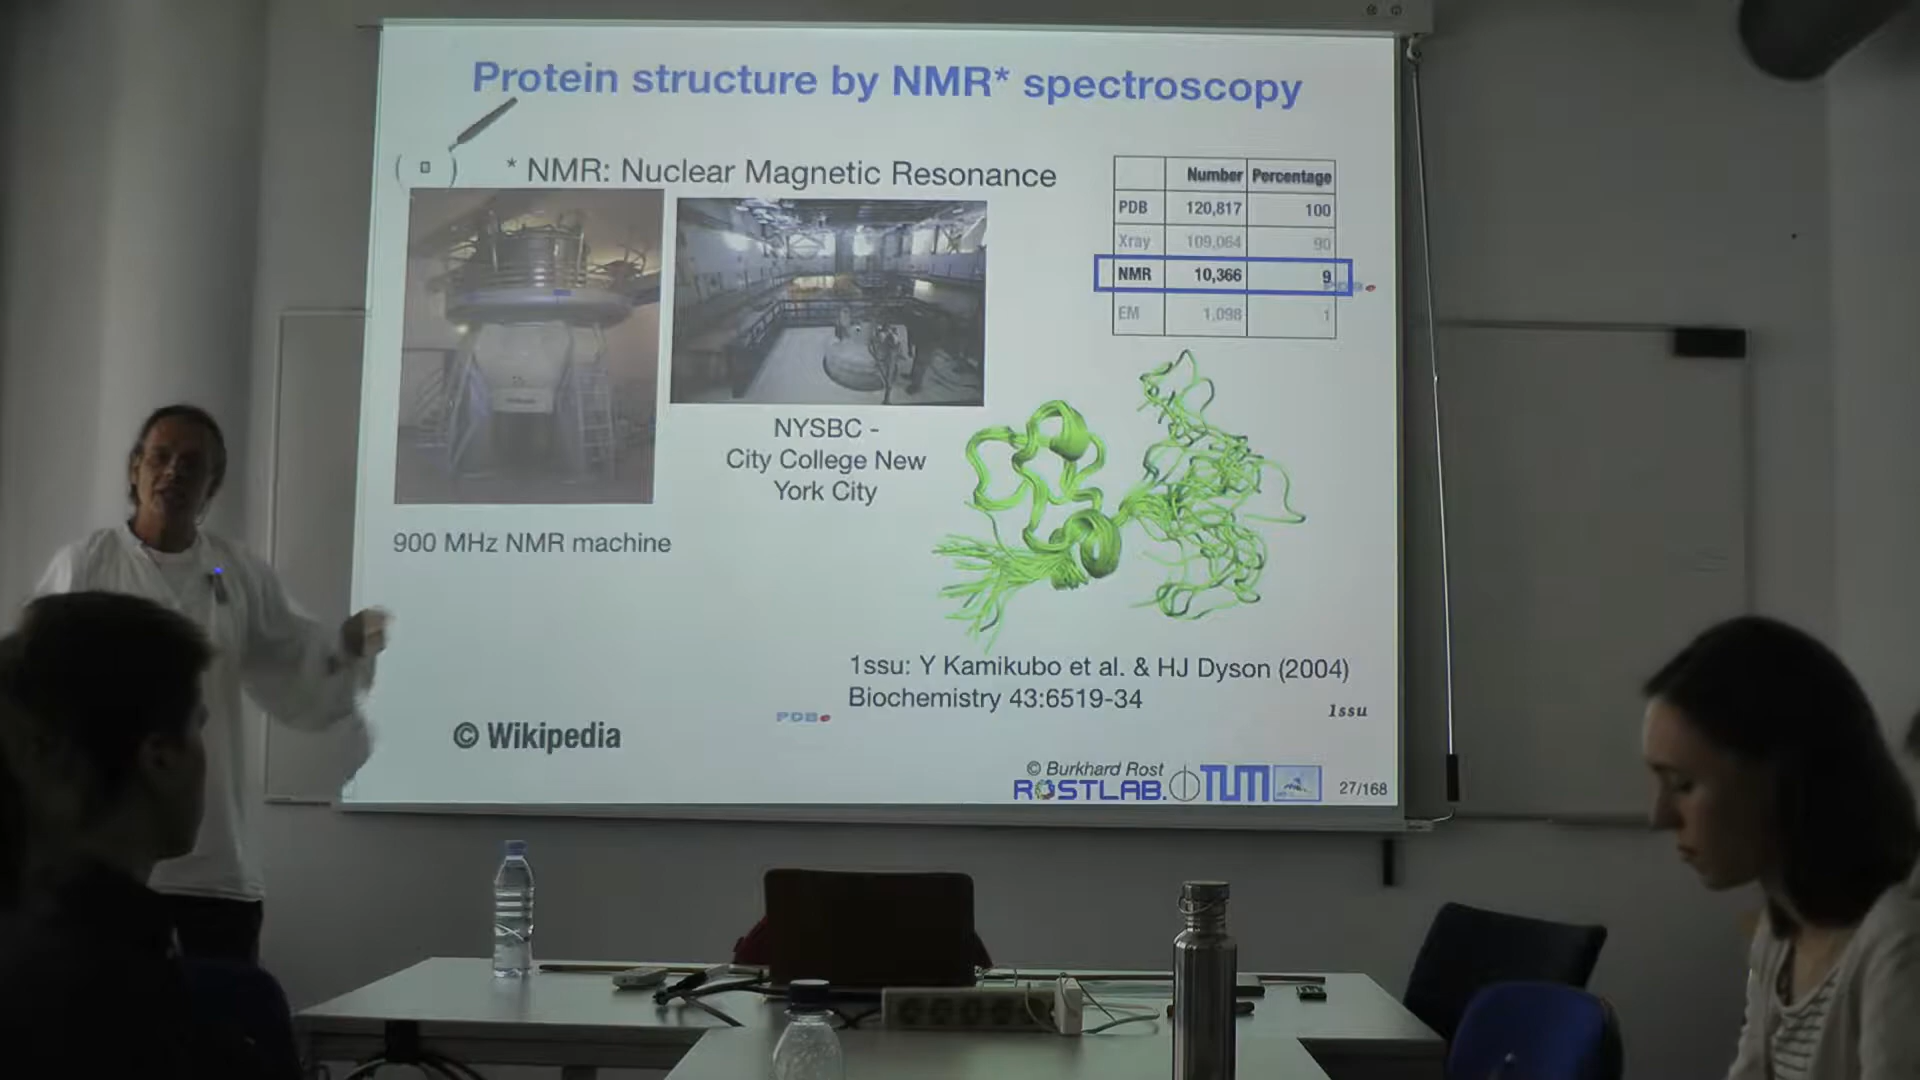 Protein structure by NMR* spectroscopy
* NMR: Nuclear Magnetic Resonance
Number Percentage
PDB 120,817 100
Xray 109,064 90
NMR 10,366 9
EM 1,098 1
PDB
NYSBC -
City College New
York City
900 MHz NMR machine
1ssu: Y Kamikubo et al. & HJ Dyson (2004)
Biochemistry 43:6519-34
1ssu
PDB
© Wikipedia
© Burkhard Rost
ROSTLAB. TUM
27/168